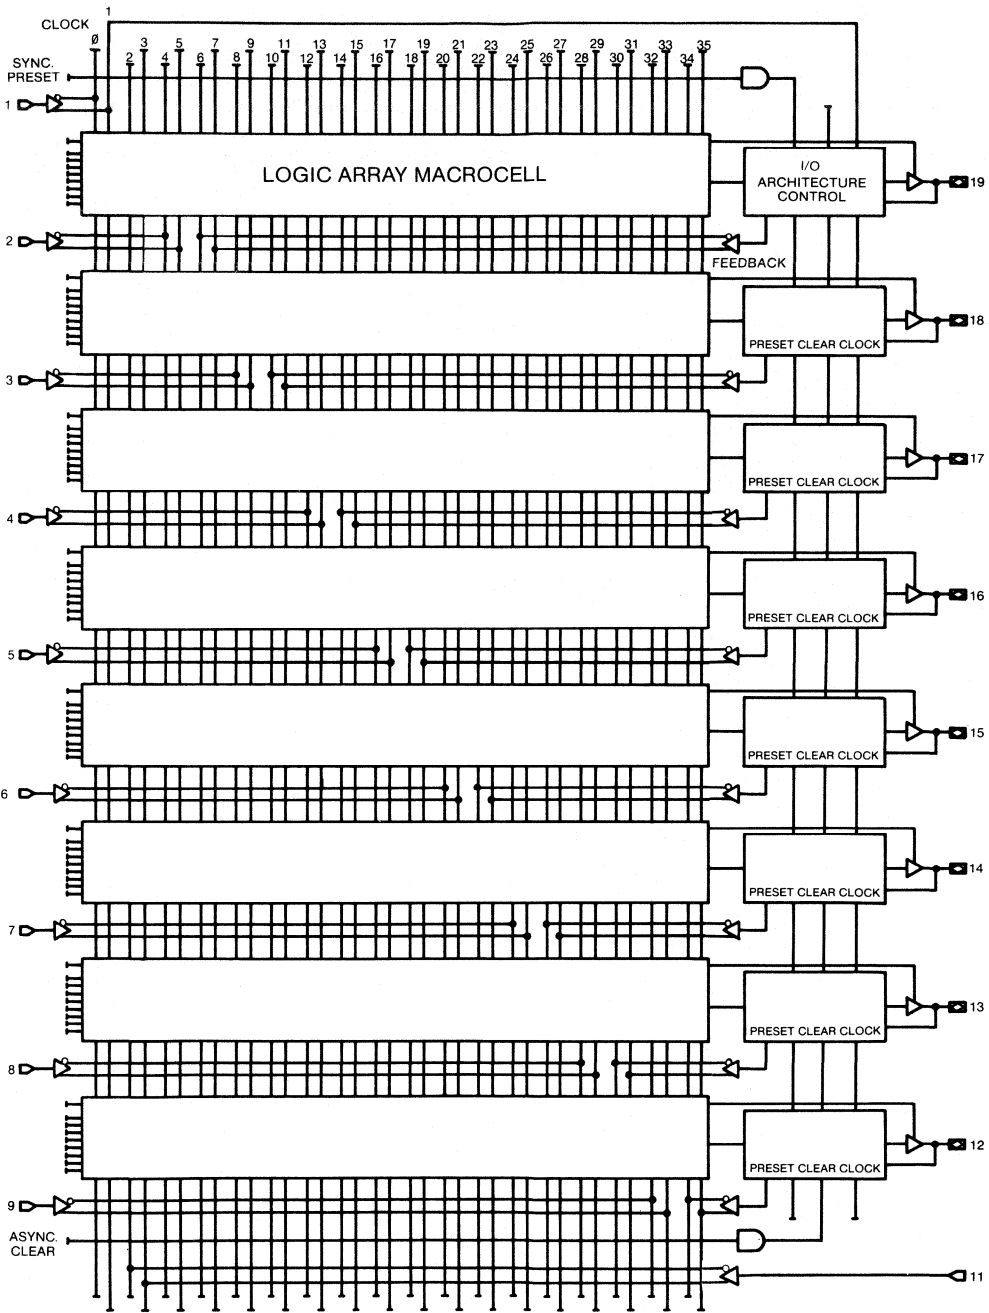 1
CLOCK
0
3 5 7 9 11 13 15 17 19 21 23 25 27 29 31 33 35
2 4 6 8 10 12 14 16 18 20 22 24 26 28 30 32 34
SYNC.
PRESET
1
LOGIC ARRAY MACROCELL
I/O
ARCHITECTURE
CONTROL
19
2
FEEDBACK
18
PRESET CLEAR CLOCK
3
17
PRESET CLEAR CLOCK
4
16
PRESET CLEAR CLOCK
5
15
PRESET CLEAR CLOCK
6
14
PRESET CLEAR CLOCK
7
13
PRESET CLEAR CLOCK
8
12
PRESET CLEAR CLOCK
9
ASYNC.
CLEAR
11